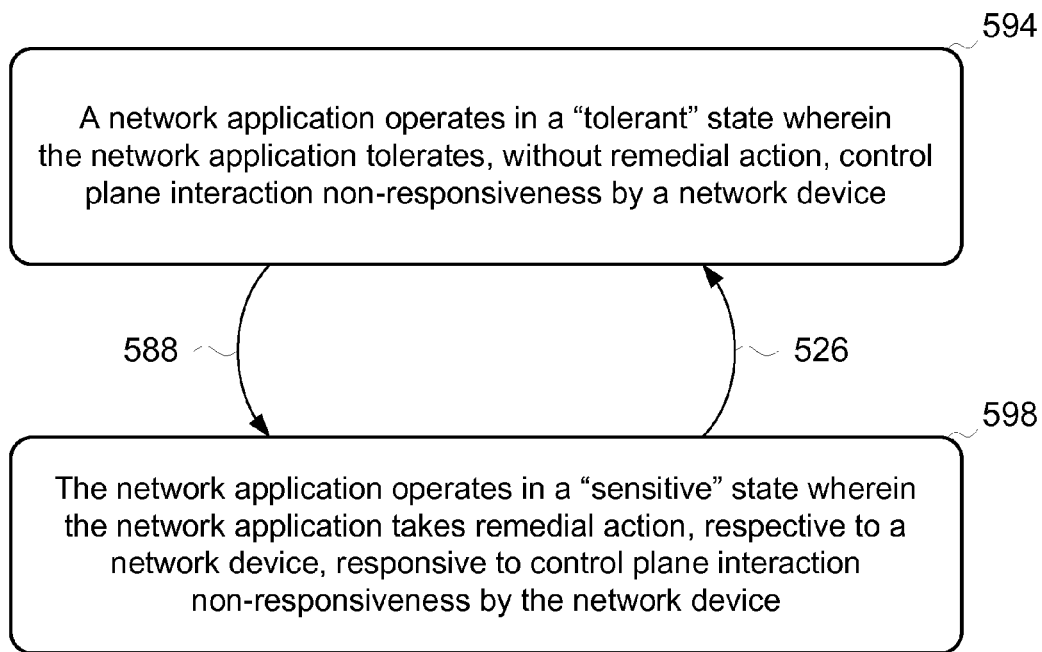 594
A network application operates in a “tolerant” state wherein
the network application tolerates, without remedial action, control
plane interaction non-responsiveness by a network device
588
526
598
The network application operates in a “sensitive” state wherein
the network application takes remedial action, respective to a
network device, responsive to control plane interaction
non-responsiveness by the network device